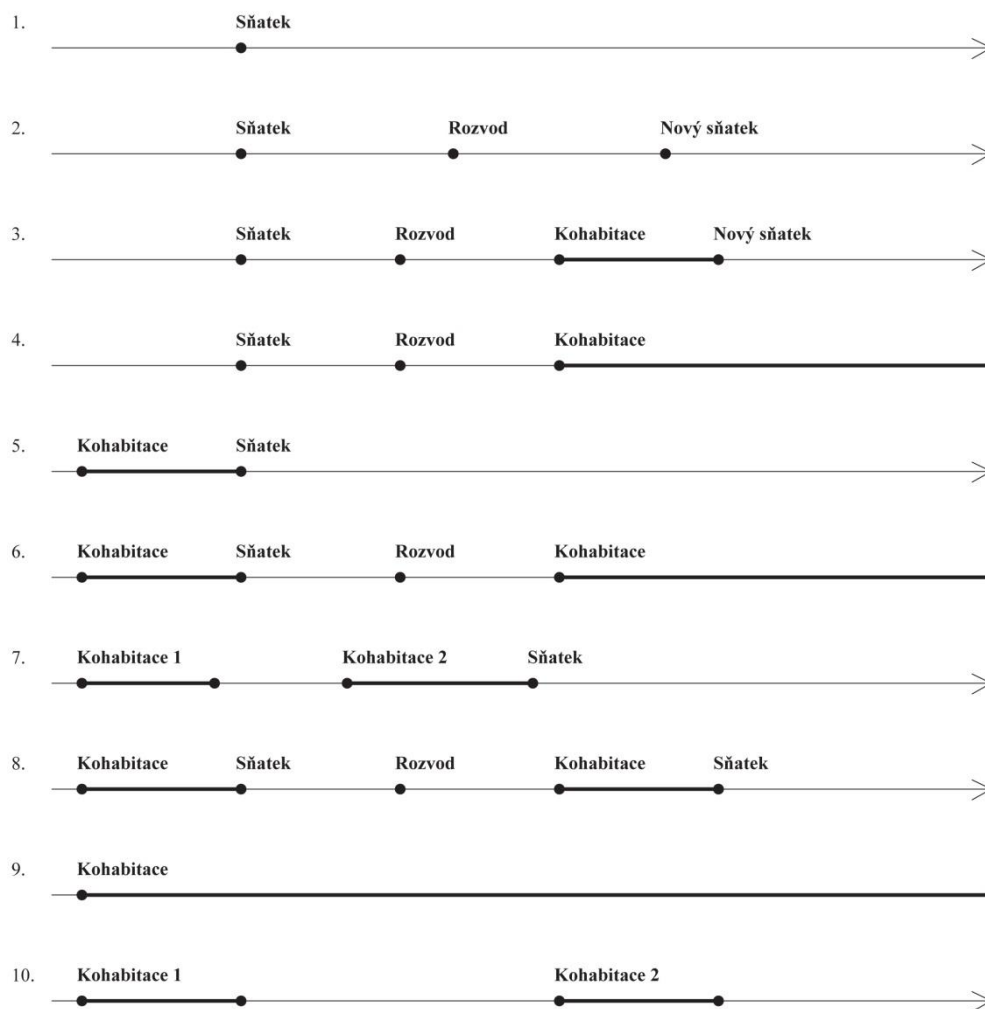 1. Sňatek
2. Sňatek Rozvod Nový sňatek
3. Sňatek Rozvod Kohabitace Nový sňatek
4. Sňatek Rozvod Kohabitace
5. Kohabitace Sňatek
6. Kohabitace Sňatek Rozvod Kohabitace
7. Kohabitace 1 Kohabitace 2 Sňatek
8. Kohabitace Sňatek Rozvod Kohabitace Sňatek
9. Kohabitace
10. Kohabitace 1 Kohabitace 2